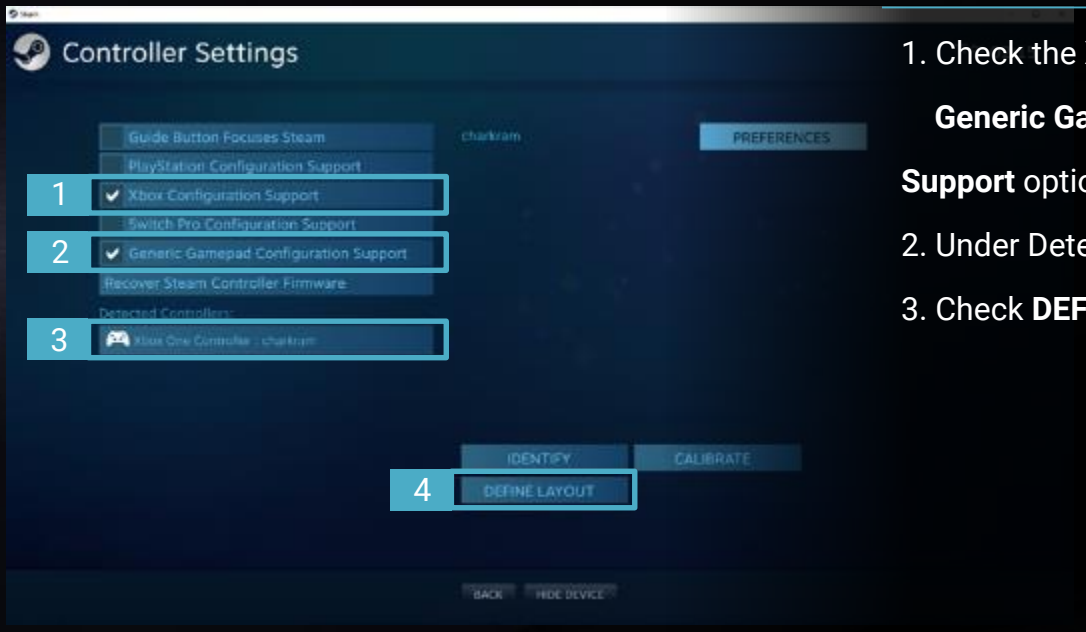 Steam
Controller Settings
Guide Button Focuses Steam
PlayStation Configuration Support
1
Xbox Configuration Support
Switch Pro Configuration Support
2
Generic Gamepad Configuration Support
Recover Steam Controller Firmware
Detected Controllers:
3
Xbox One Controller : charkram
charkram
PREFERENCES
IDENTIFY
CALIBRATE
4
DEFINE LAYOUT
BACK
HIDE DEVICE
1. Check the
Generic Ga
Support optio
2. Under Dete
3. Check DEF